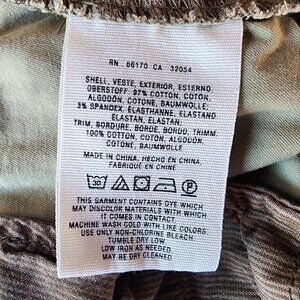 RN. 66170 CA 32054
SHELL, VESTE, EXTERIOR, ESTERNO,
OBERSTOFF: 97% COTTON, COTON,
ALGODÓN, COTONE, BAUMWOLLE;
3% SPANDEX, ÉLASTHANNE, ELASTAND
ELASTAN, ELASTAN;
TRIM, BORDURE, BORDE, BORDO, TRIMM
100% COTTON, COTON, ALGODÓN,
COTONE, BAUMWOLLE
MADE IN CHINA, HECHO EN CHINA,
FABRIQUÉ EN CHINE
30
THIS GARMENT CONTAINS DYE WHICH
MAY DISCOLOR MATERIALS WITH WHICH
IT COMES IN CONTACT
MACHINE WASH COLD WITH LIKE COLORS
USE ONLY NON-CHLORINE BLEACH.
TUMBLE DRY LOW
LOW IRON AS NEEDED
MAY BE DRY CLEANED